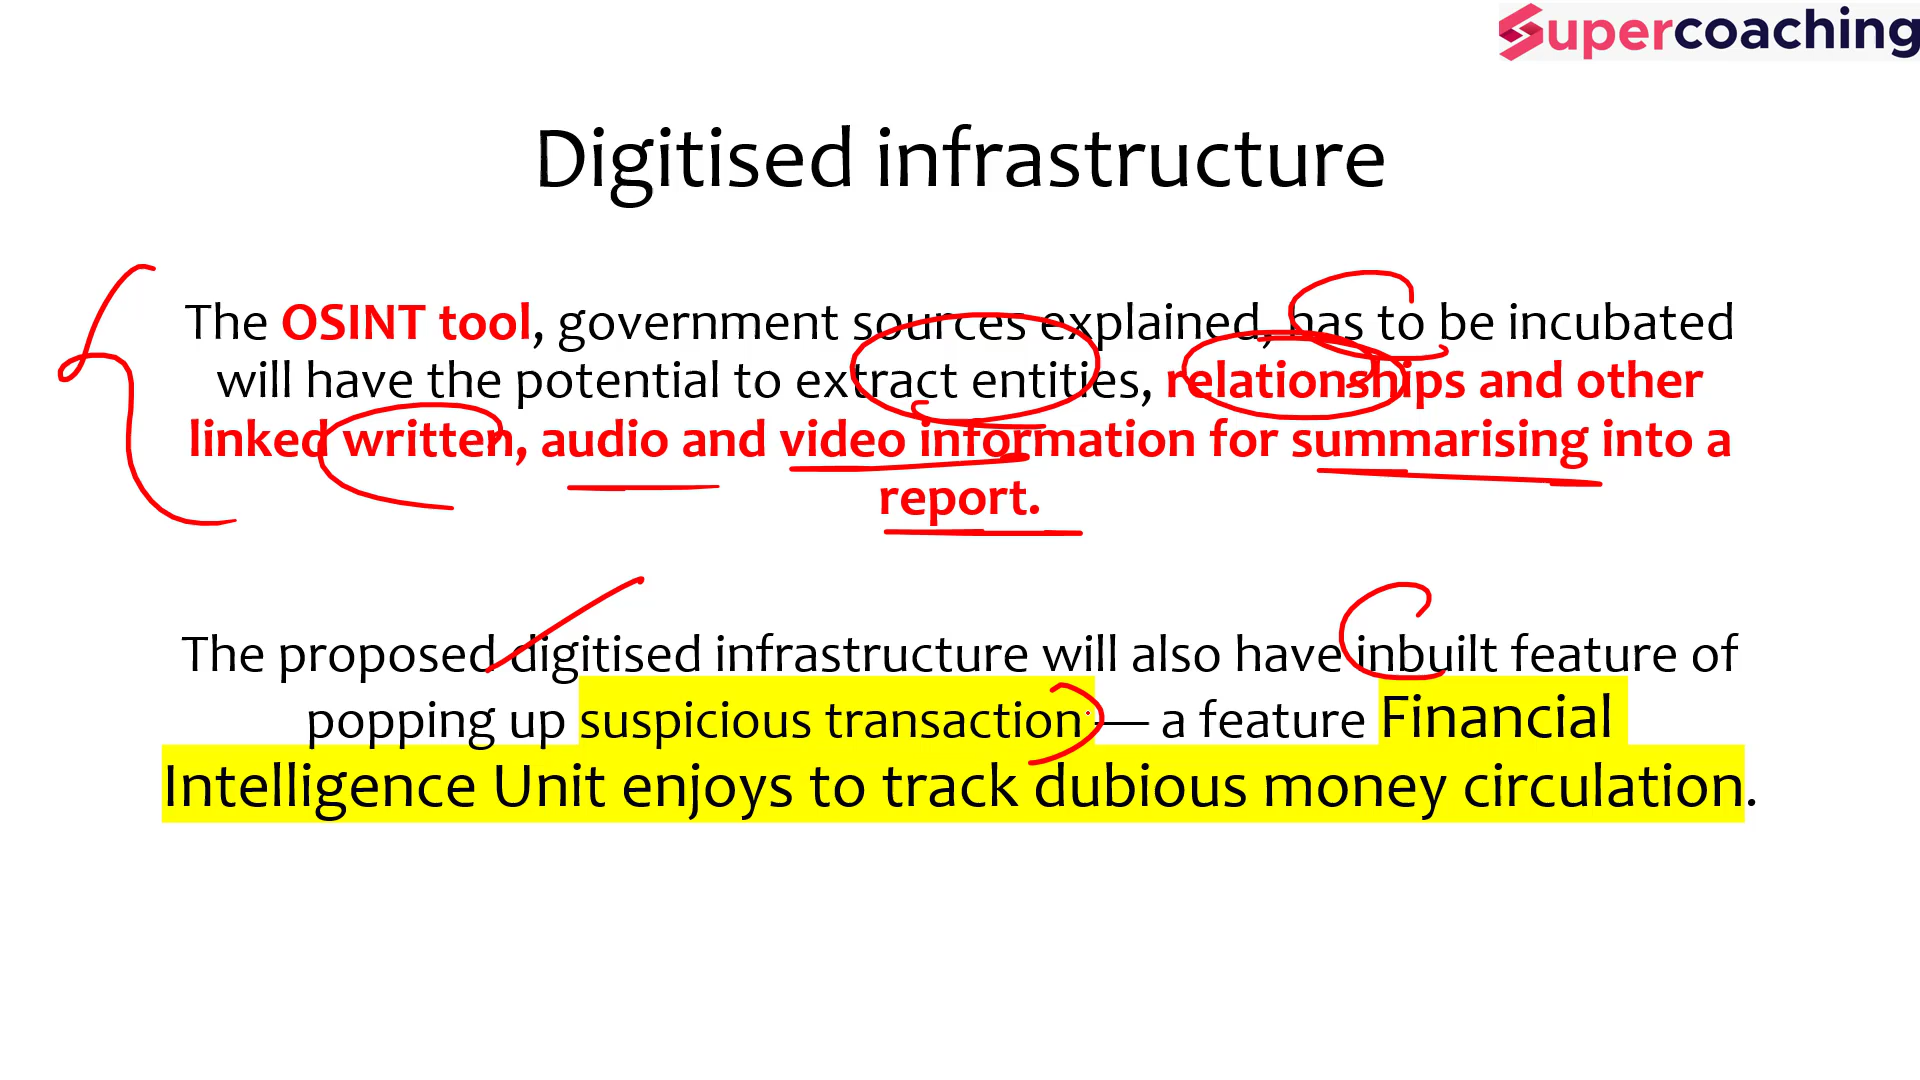 Supercoaching
Digitised infrastructure
The OSINT tool, government sources explained, has to be incubated
will have the potential to extract entities, relationships and other
linked written, audio and video information for summarising into a
report.
The proposed digitised infrastructure will also have inbuilt feature of
popping up suspicious transaction — a feature Financial
Intelligence Unit enjoys to track dubious money circulation.